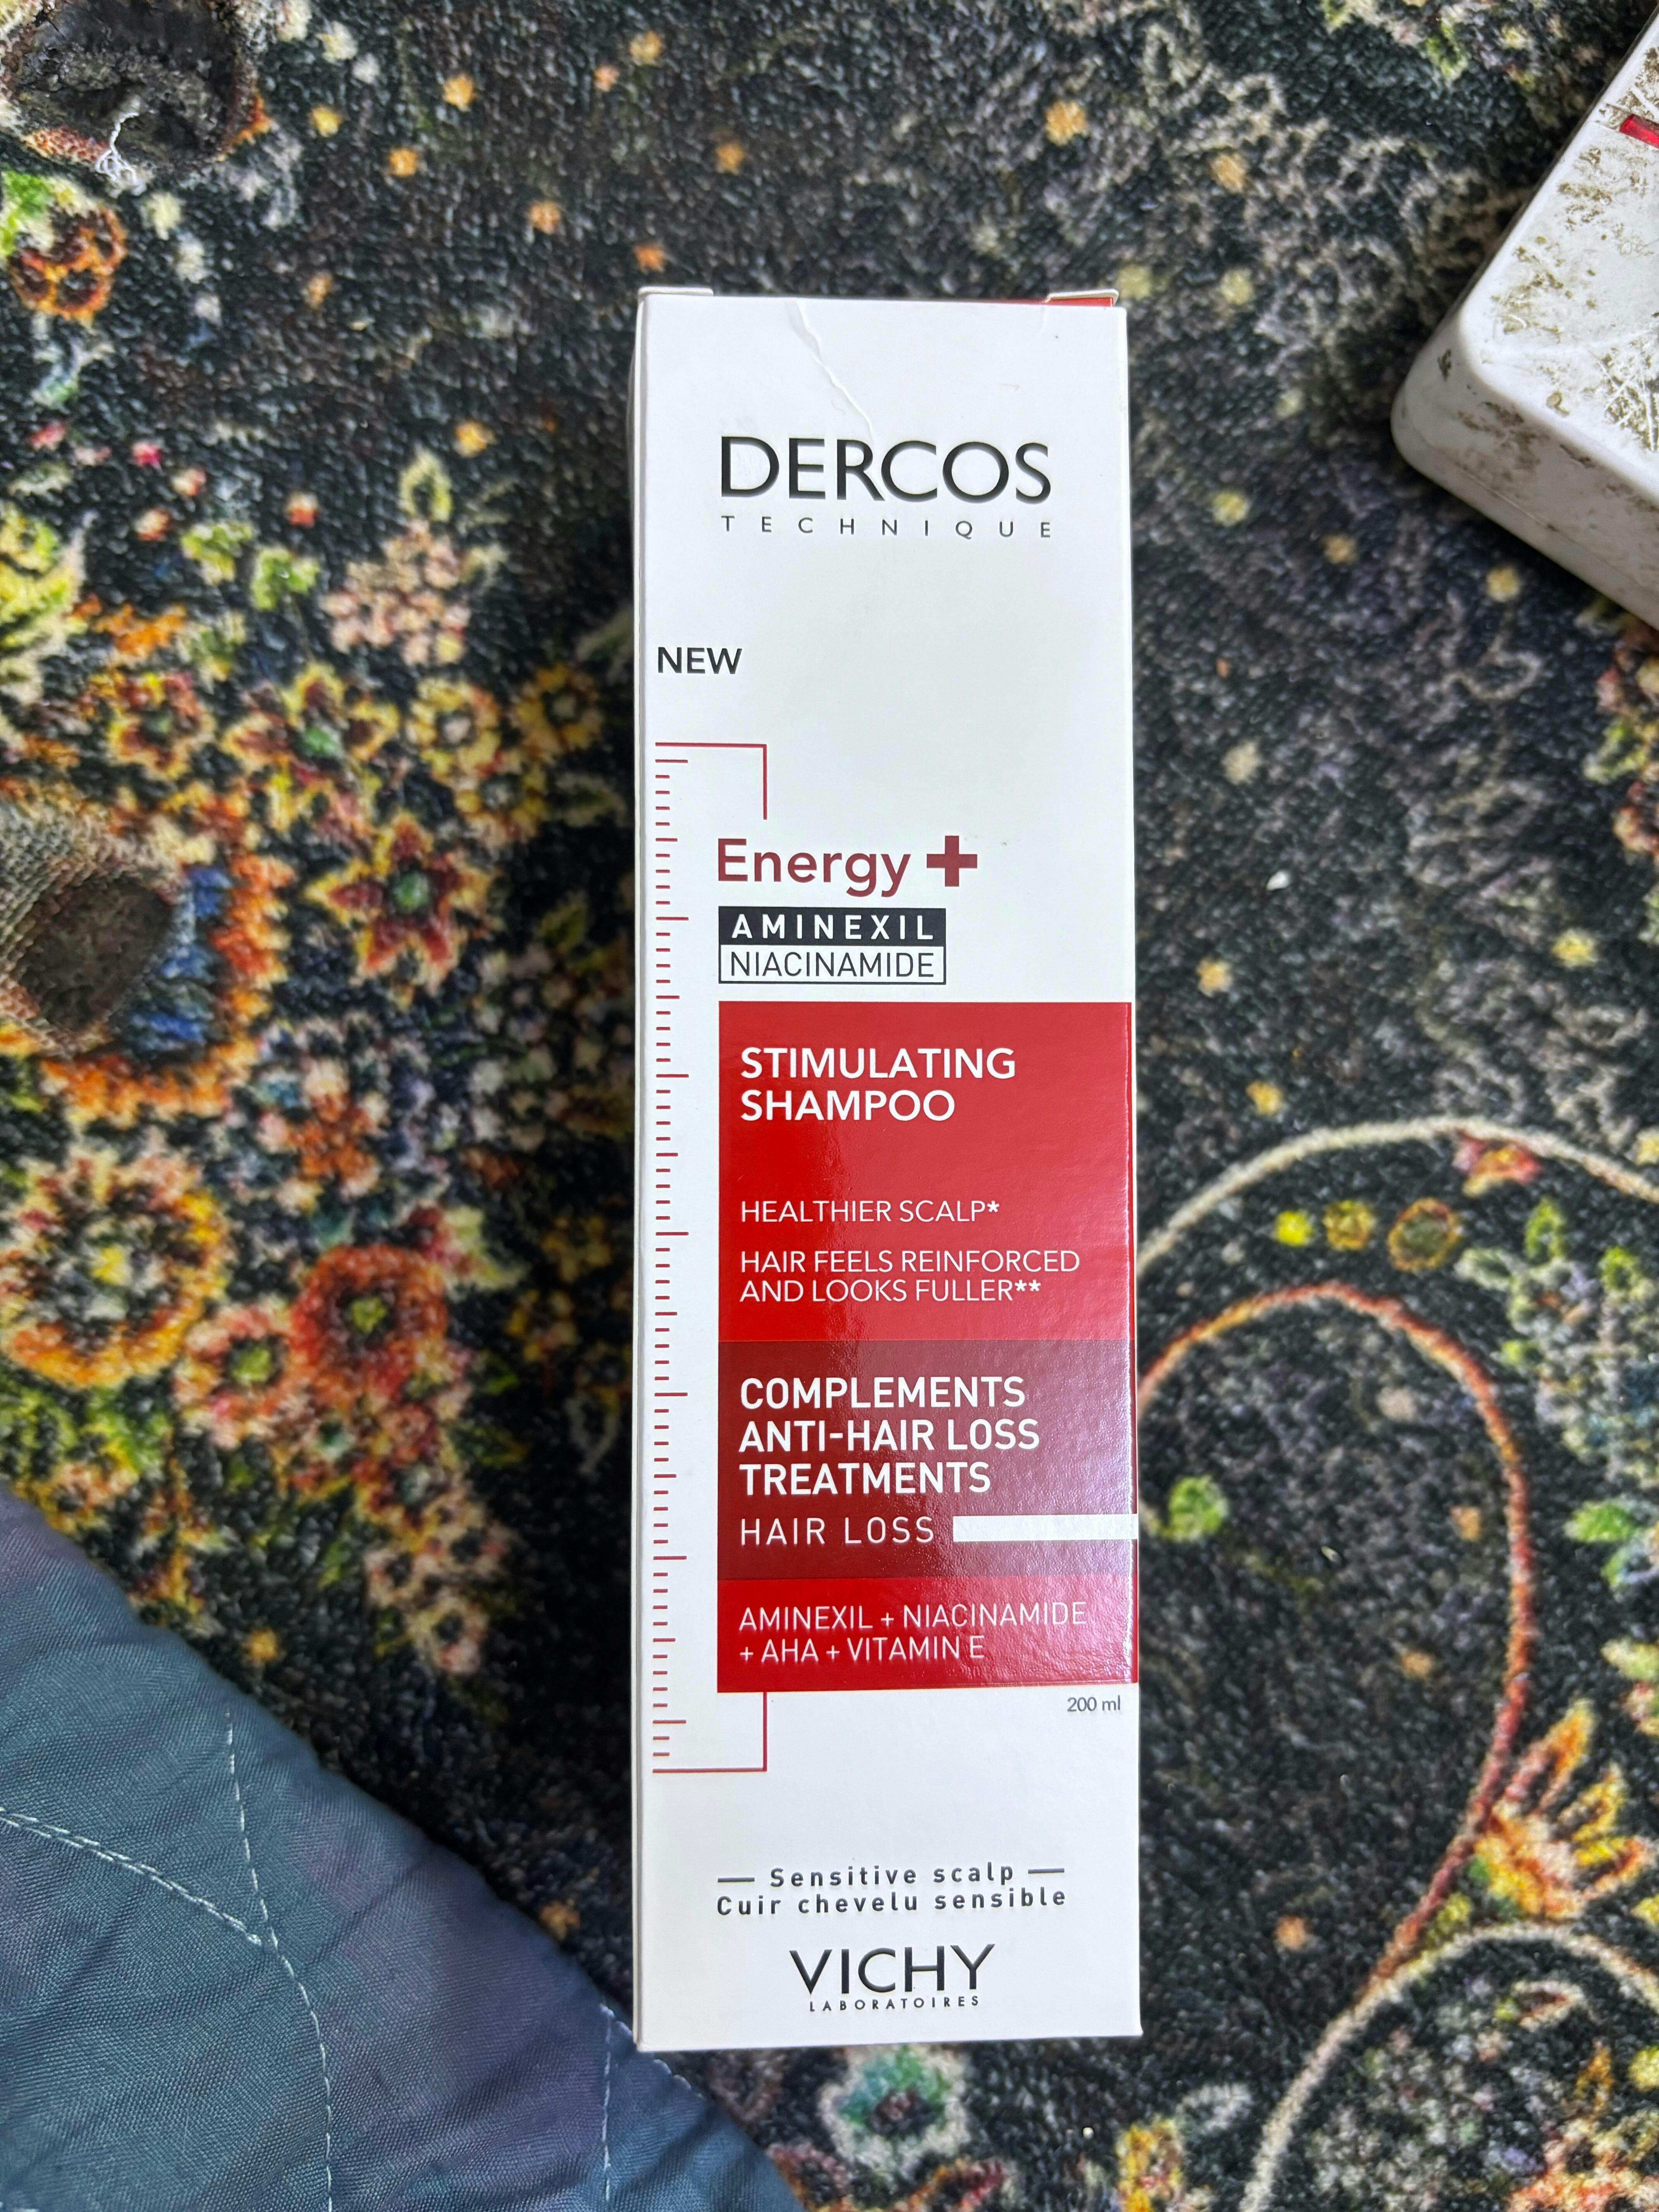 DERCOS
TECHNIQUE
NEW
Energy+
AMINEXIL
NIACINAMIDE
STIMULATING
SHAMPOO
HEALTHIER SCALP*
HAIR FEELS REINFORCED
AND LOOKS FULLER**
COMPLEMENTS
ANTI-HAIR LOSS
TREATMENTS
HAIR LOSS
AMINEXIL + NIACINAMIDE
+ AHA + VITAMIN E
200 ml
Sensitive scalp
Cuir chevelu sensible
VICHY
LABORATOIRES